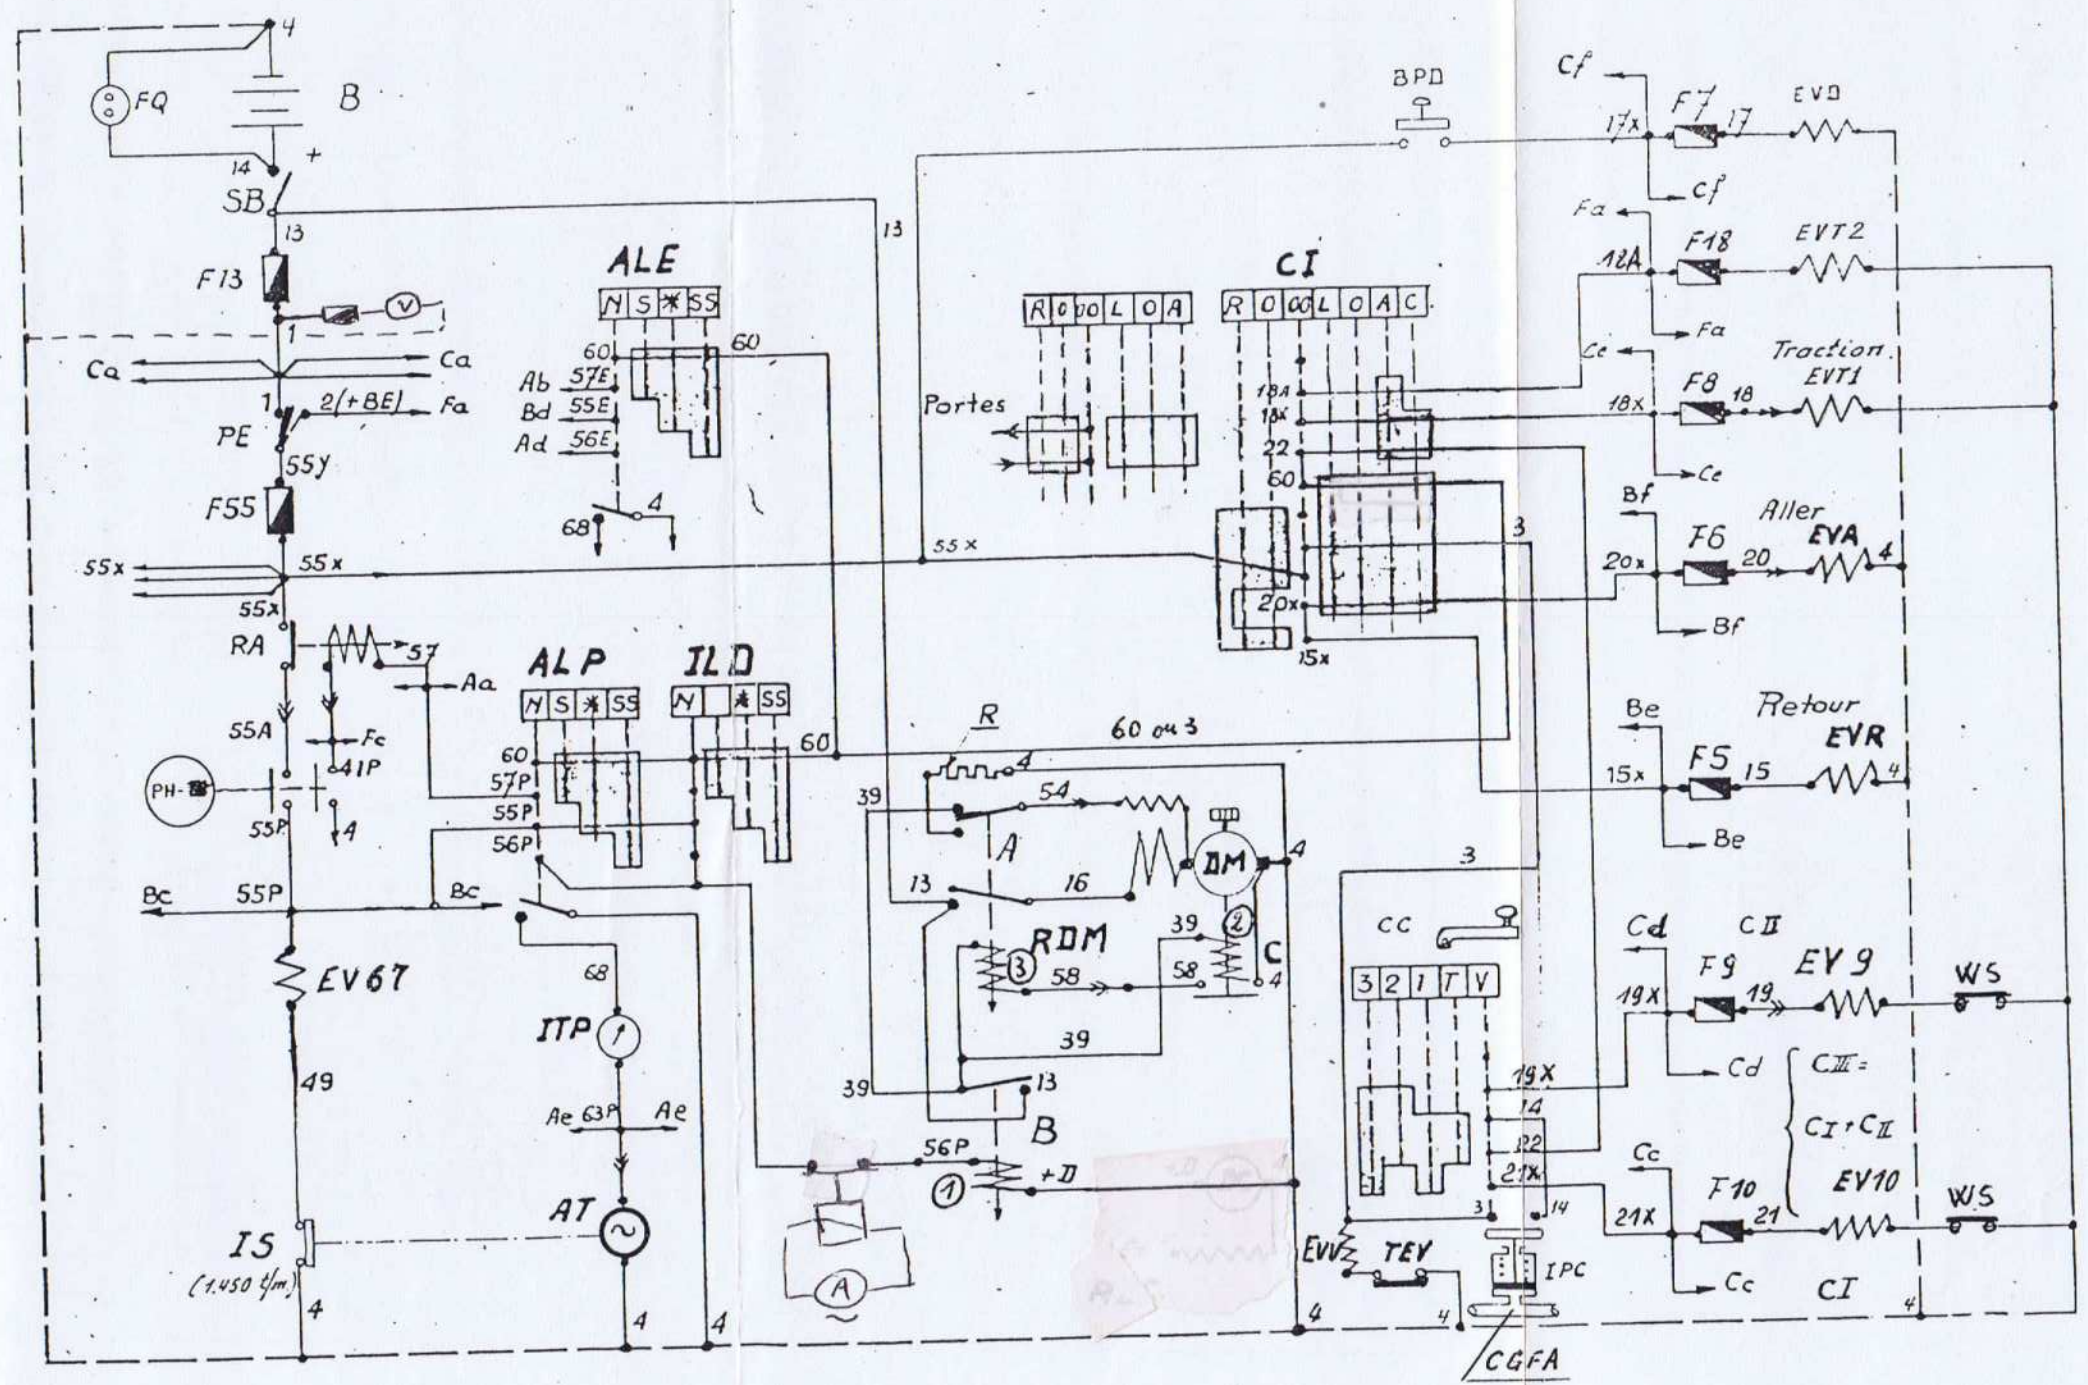 4
FQ
B
14
+
SB
13
13
F13
V
1
Ca
Ca
1
2(+BE)
Fa
PE
55y
F55
55x
55x
55x
55x
RA
57
Aa
55A
Fc
41P
PH-
55P
4
Bc
55P
Bc
EV67
49
IS
(1.450 t/m.)
4
ALE
N S * SS
60
60
57E
Ab
55E
Bd
56E
Ad
68
4
ALP
N S * SS
ILD
N * SS
60
60
57P
55P
56P
68
ITP
Ae
63P
Ae
AT
4
4
R
4
60 ou 3
39
54
A
13
16
DM
4
RDM
3
39
2
58
58
C
4
39
39
13
B
56P
+D
1
A
4
R O OO L O A
Portes
CI
R O OO L O A C
18A
18x
22
60
3
20x
15x
3
BPD
Cf
17x
F7
17
EVD
Cf
Fa
12A
F18
EVT2
Fa
Ce
Traction.
EVT1
18x
F8
18
Ce
Bf
Aller
EVA
20x
F6
20
4
Bf
Be
Retour
EVR
15x
F5
15
4
Be
CC
3 2 1 T V
19X
14
22
21x
3
14
EVV
TEV
4
IPC
CGFA
Cd
CII
19X
F9
19
EV9
WS
Cd
CIII =
CI + CII
Cc
21X
F10
21
EV10
WS
Cc
CI
4